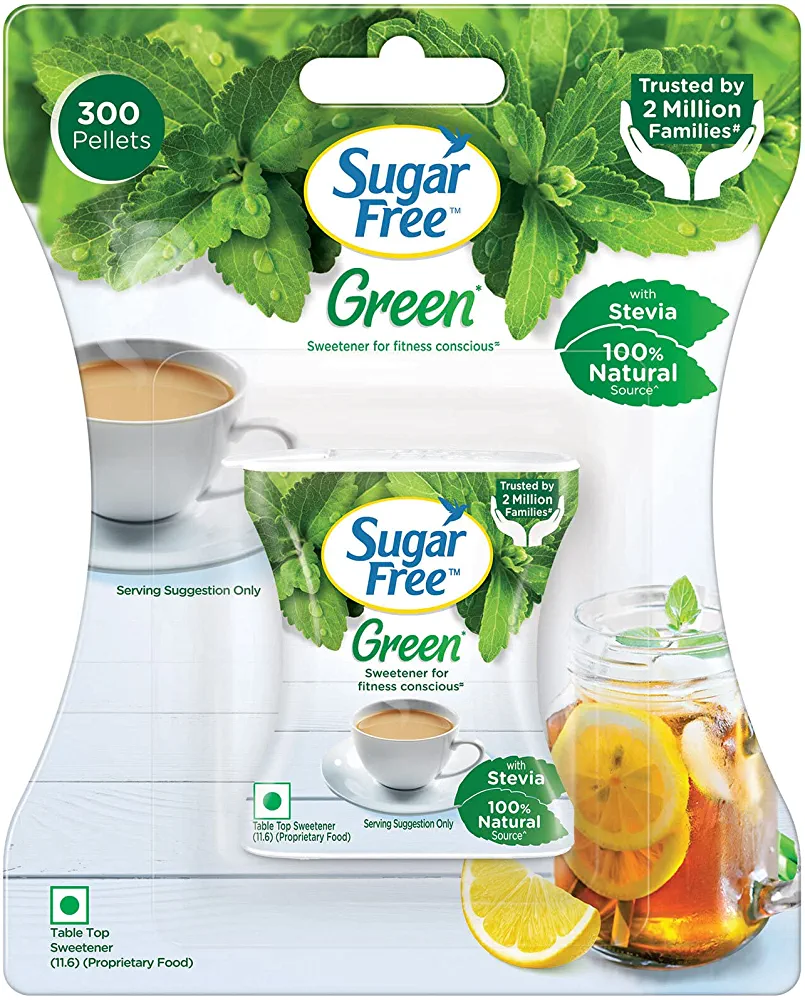 300
Pellets
Trusted by
2 Million
Families#
Sugar
Free™
Green*
Sweetener for fitness conscious≈
with
Stevia
100%
Natural
Source^
Serving Suggestion Only
Trusted by
2 Million
Families#
Sugar
Free™
Green*
Sweetener for
fitness conscious≈
with
Stevia
100%
Natural
Source^
Table Top Sweetener
(11.6) (Proprietary Food)
Serving Suggestion Only
Table Top
Sweetener
(11.6) (Proprietary Food)